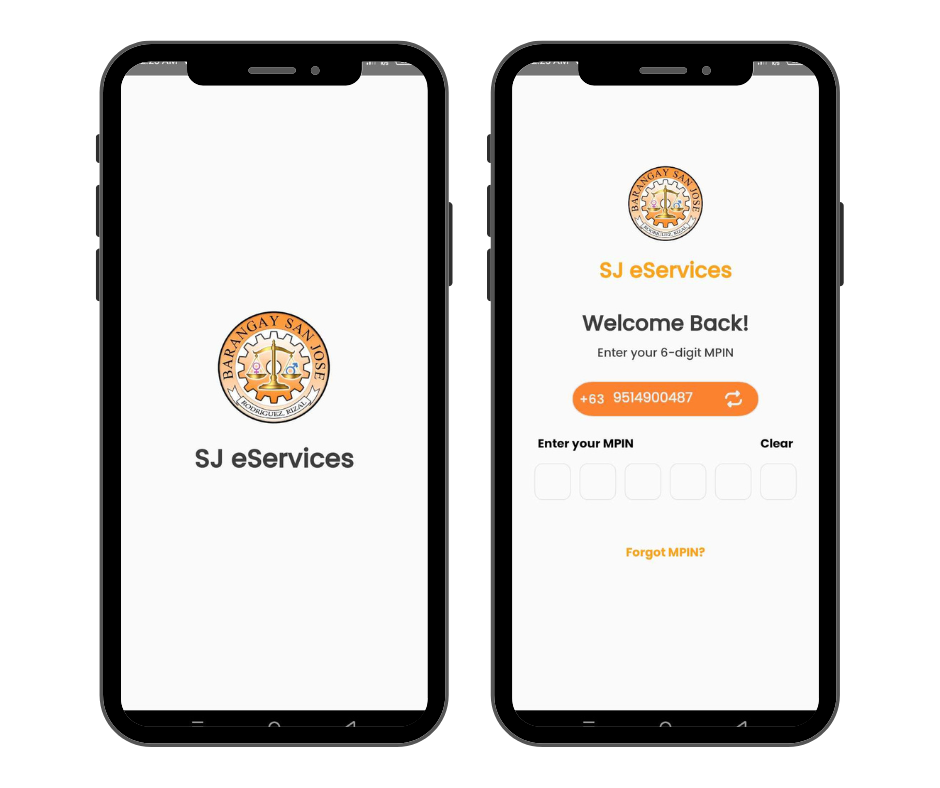 BARANGAY SAN JOSE
RODRIGUEZ, RIZAL
SJ eServices
BARANGAY SAN JOSE
RODRIGUEZ, RIZAL
SJ eServices
Welcome Back!
Enter your 6-digit MPIN
+63 9514900487
Enter your MPIN Clear
Forgot MPIN?